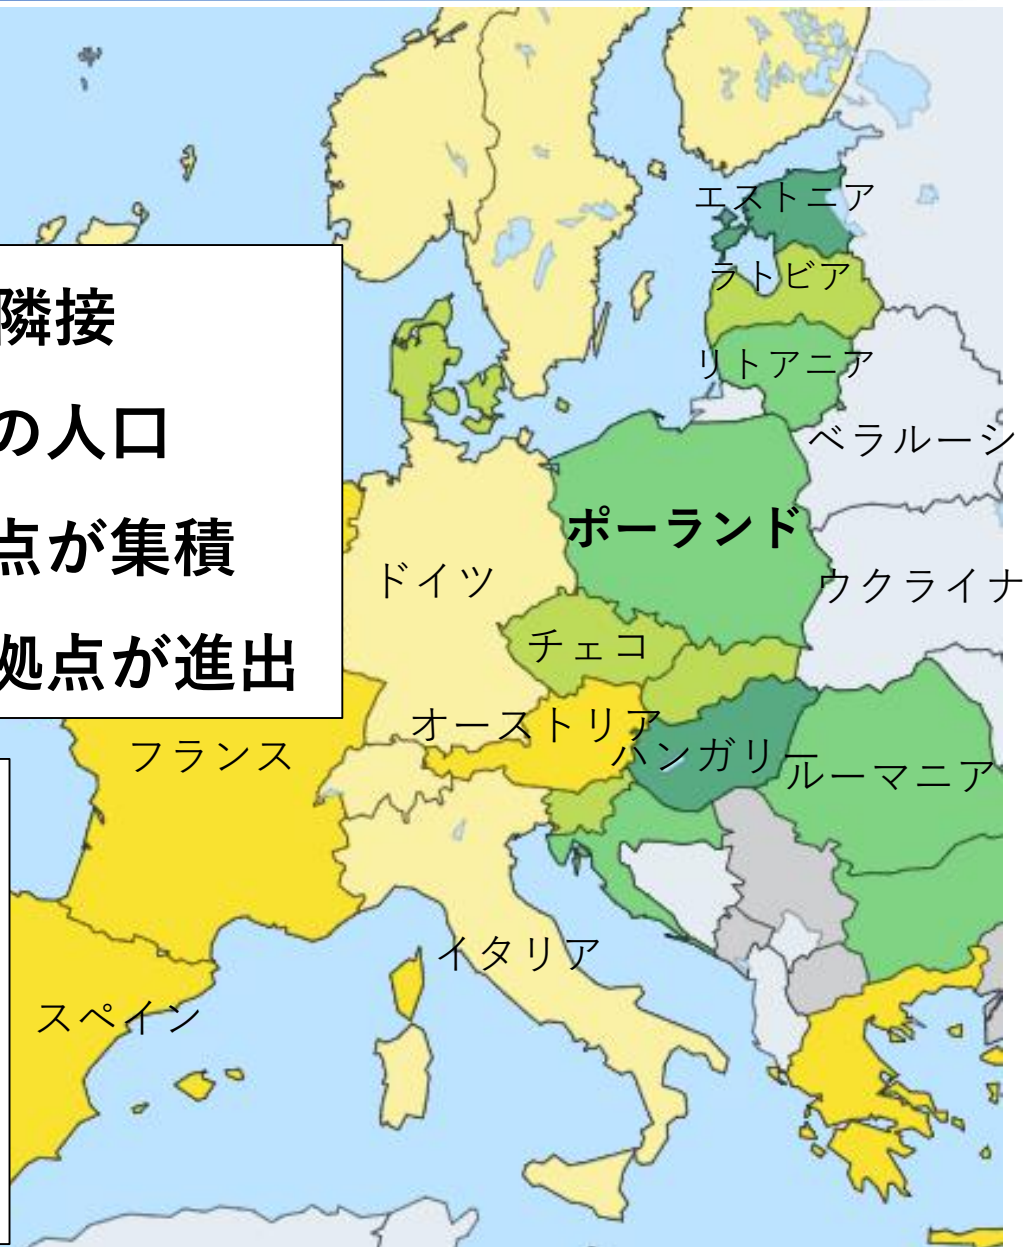 隣接
の人口
点が集積
拠点が進出
エストニア
ラトビア
リトアニア
ベラルーシ
ポーランド
ドイツ
ウクライナ
チェコ
オーストリア
フランス
ハンガリー
ルーマニア
イタリア
スペイン